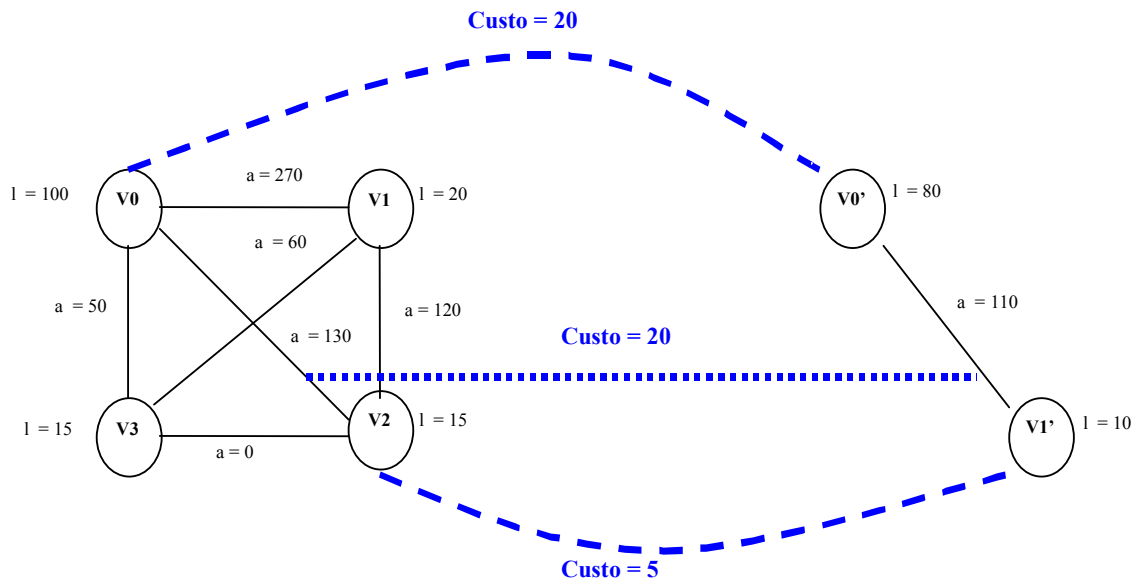 Custo = 20
a = 270
l = 100
V0
V1
l = 20
V0’
l = 80
a = 60
a = 50
a = 120
a = 110
a = 130
Custo = 20
l = 15
V3
V2
l = 15
V1’
l = 10
a = 0
Custo = 5